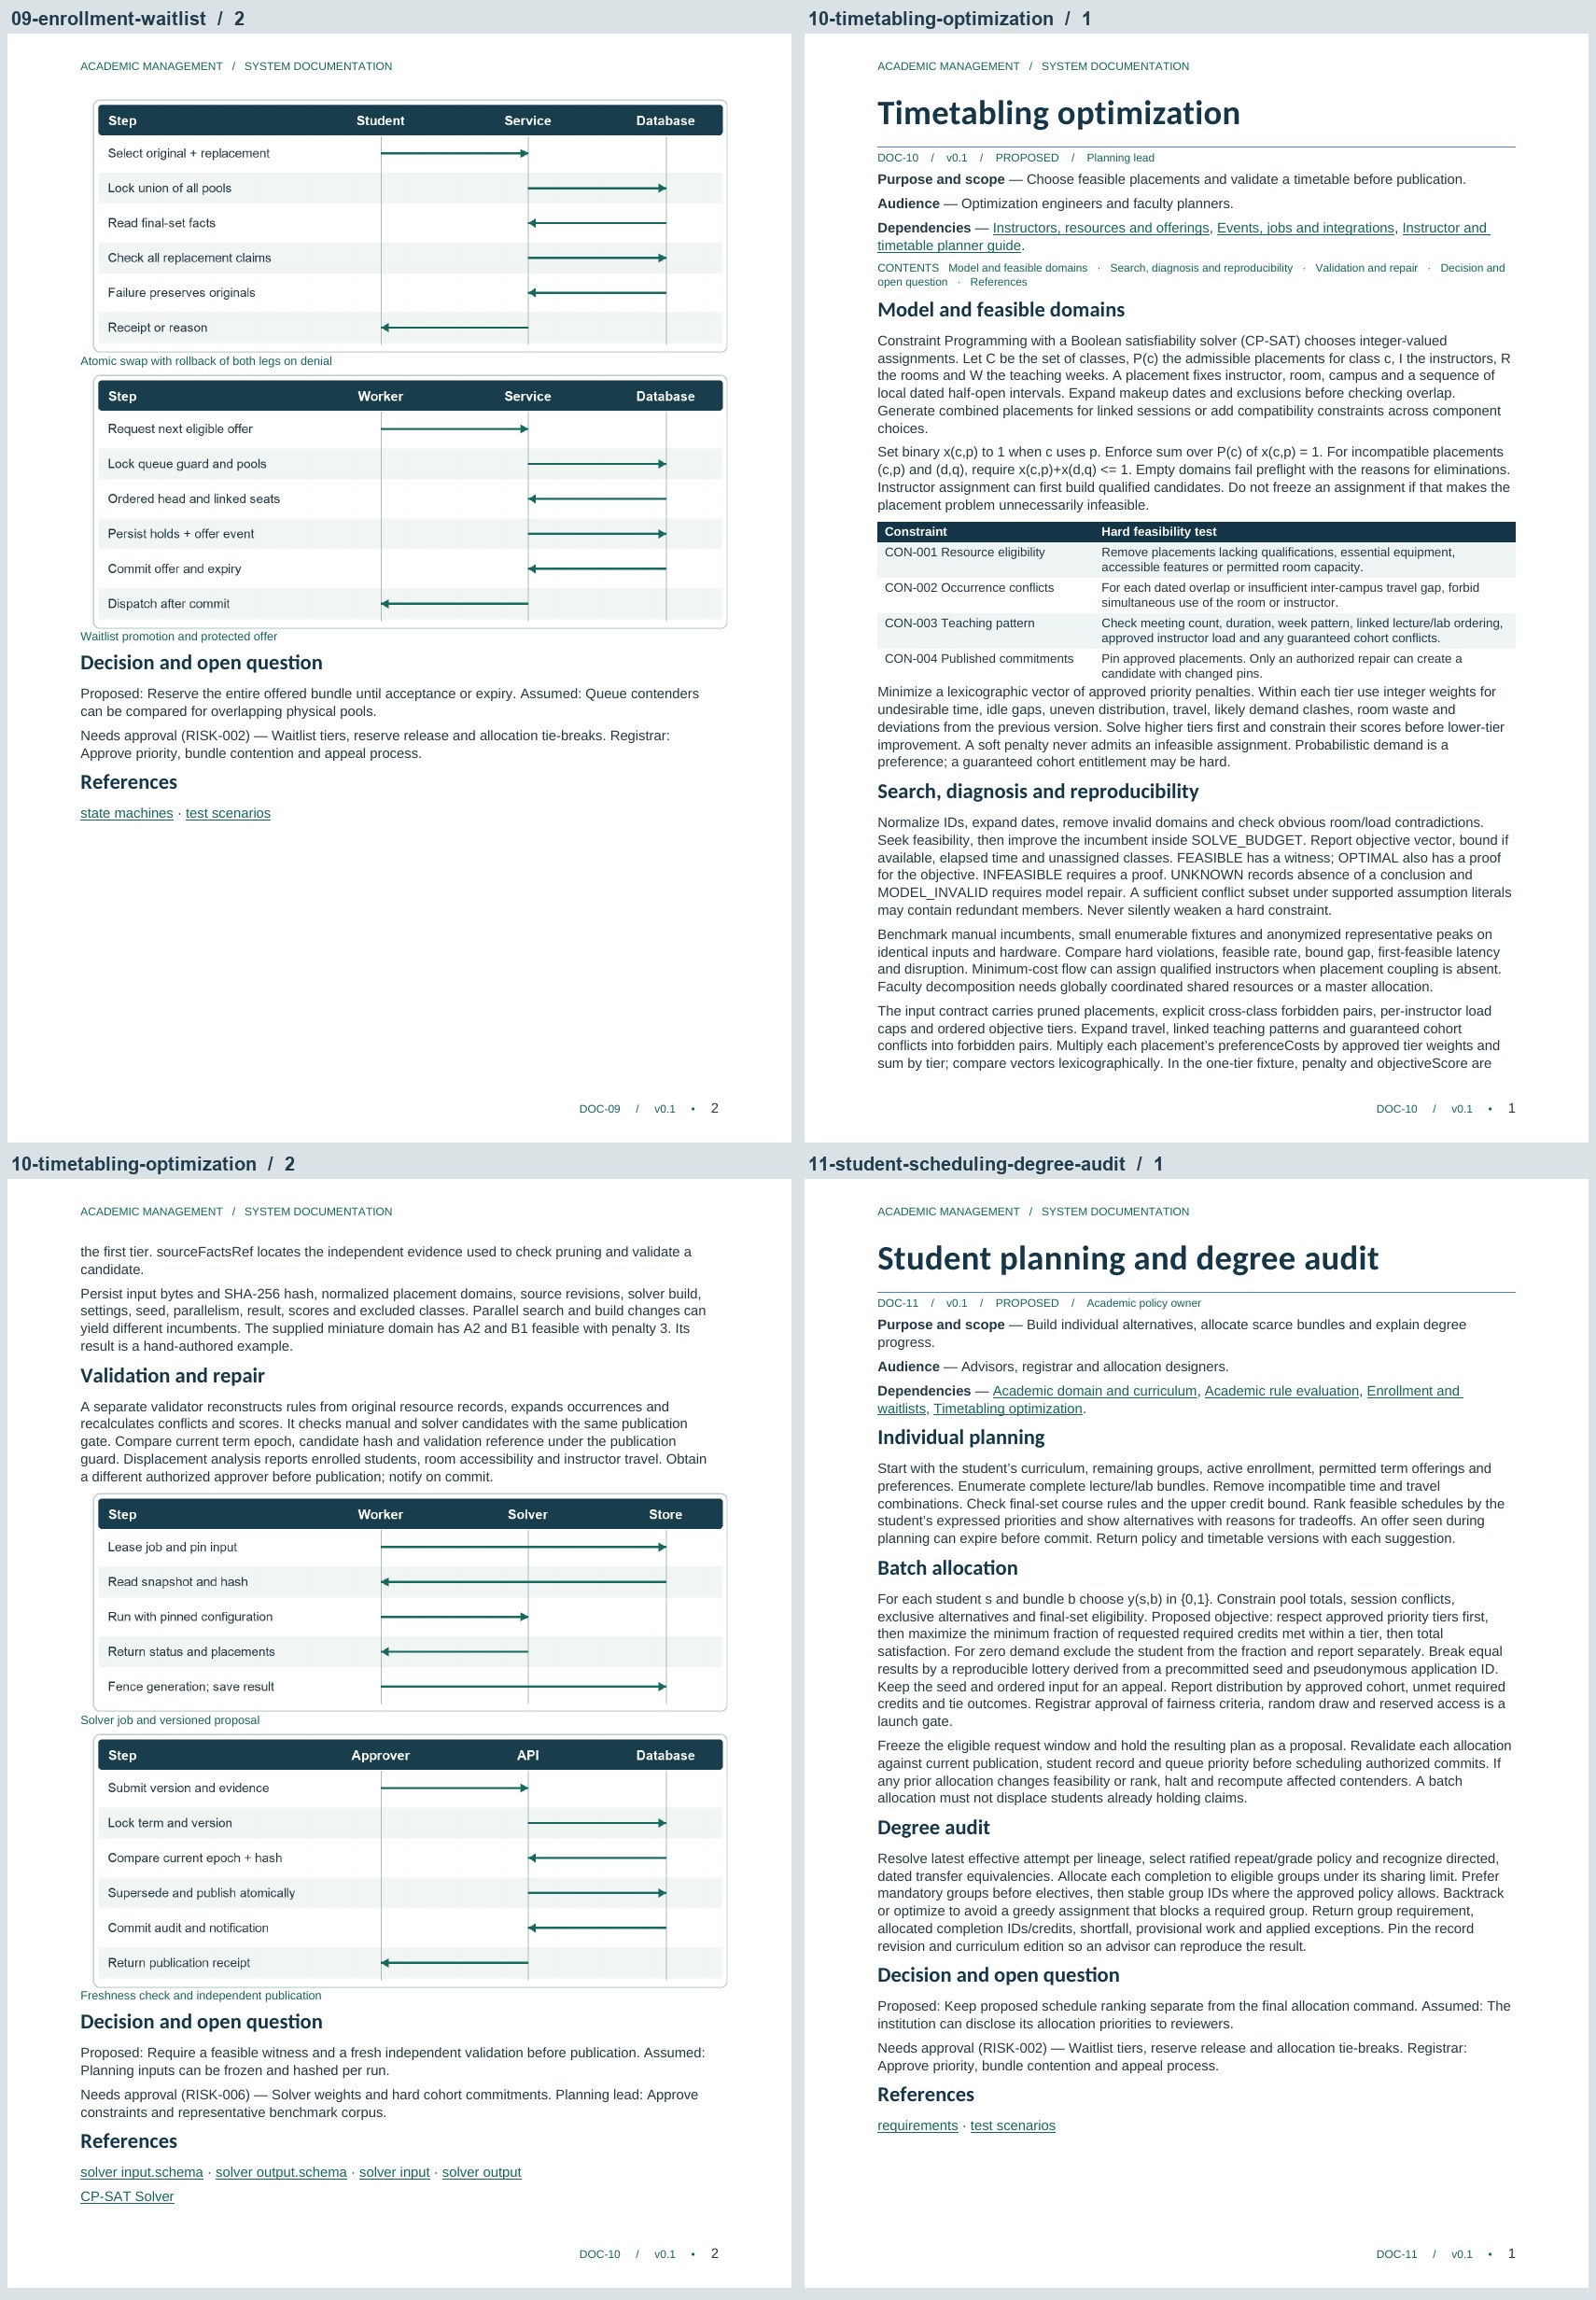 09-enrollment-waitlist / 2
ACADEMIC MANAGEMENT / SYSTEM DOCUMENTATION
Step Student Service Database
Select original + replacement
Lock union of all pools
Read final-set facts
Check all replacement claims
Failure preserves originals
Receipt or reason
Atomic swap with rollback of both legs on denial
Step Worker Service Database
Request next eligible offer
Lock queue guard and pools
Ordered head and linked seats
Persist holds + offer event
Commit offer and expiry
Dispatch after commit
Waitlist promotion and protected offer
Decision and open question
Proposed: Reserve the entire offered bundle until acceptance or expiry. Assumed: Queue contenders
can be compared for overlapping physical pools.
Needs approval (RISK-002) — Waitlist tiers, reserve release and allocation tie-breaks. Registrar:
Approve priority, bundle contention and appeal process.
References
state machines · test scenarios
DOC-09 / v0.1 • 2
10-timetabling-optimization / 1
ACADEMIC MANAGEMENT / SYSTEM DOCUMENTATION
Timetabling optimization
DOC-10 / v0.1 / PROPOSED / Planning lead
Purpose and scope — Choose feasible placements and validate a timetable before publication.
Audience — Optimization engineers and faculty planners.
Dependencies — Instructors, resources and offerings, Events, jobs and integrations, Instructor and
timetable planner guide.
CONTENTS Model and feasible domains · Search, diagnosis and reproducibility · Validation and repair · Decision and
open question · References
Model and feasible domains
Constraint Programming with a Boolean satisfiability solver (CP-SAT) chooses integer-valued
assignments. Let C be the set of classes, P(c) the admissible placements for class c, I the instructors, R
the rooms and W the teaching weeks. A placement fixes instructor, room, campus and a sequence of
local dated half-open intervals. Expand makeup dates and exclusions before checking overlap.
Generate combined placements for linked sessions or add compatibility constraints across component
choices.
Set binary x(c,p) to 1 when c uses p. Enforce sum over P(c) of x(c,p) = 1. For incompatible placements
(c,p) and (d,q), require x(c,p)+x(d,q) <= 1. Empty domains fail preflight with the reasons for eliminations.
Instructor assignment can first build qualified candidates. Do not freeze an assignment if that makes the
placement problem unnecessarily infeasible.
Constraint Hard feasibility test
CON-001 Resource eligibility Remove placements lacking qualifications, essential equipment,
accessible features or permitted room capacity.
CON-002 Occurrence conflicts For each dated overlap or insufficient inter-campus travel gap, forbid
simultaneous use of the room or instructor.
CON-003 Teaching pattern Check meeting count, duration, week pattern, linked lecture/lab ordering,
approved instructor load and any guaranteed cohort conflicts.
CON-004 Published commitments Pin approved placements. Only an authorized repair can create a
candidate with changed pins.
Minimize a lexicographic vector of approved priority penalties. Within each tier use integer weights for
undesirable time, idle gaps, uneven distribution, travel, likely demand clashes, room waste and
deviations from the previous version. Solve higher tiers first and constrain their scores before lower-tier
improvement. A soft penalty never admits an infeasible assignment. Probabilistic demand is a
preference; a guaranteed cohort entitlement may be hard.
Search, diagnosis and reproducibility
Normalize IDs, expand dates, remove invalid domains and check obvious room/load contradictions.
Seek feasibility, then improve the incumbent inside SOLVE_BUDGET. Report objective vector, bound if
available, elapsed time and unassigned classes. FEASIBLE has a witness; OPTIMAL also has a proof
for the objective. INFEASIBLE requires a proof. UNKNOWN records absence of a conclusion and
MODEL_INVALID requires model repair. A sufficient conflict subset under supported assumption literals
may contain redundant members. Never silently weaken a hard constraint.
Benchmark manual incumbents, small enumerable fixtures and anonymized representative peaks on
identical inputs and hardware. Compare hard violations, feasible rate, bound gap, first-feasible latency
and disruption. Minimum-cost flow can assign qualified instructors when placement coupling is absent.
Faculty decomposition needs globally coordinated shared resources or a master allocation.
The input contract carries pruned placements, explicit cross-class forbidden pairs, per-instructor load
caps and ordered objective tiers. Expand travel, linked teaching patterns and guaranteed cohort
conflicts into forbidden pairs. Multiply each placement’s preferenceCosts by approved tier weights and
sum by tier; compare vectors lexicographically. In the one-tier fixture, penalty and objectiveScore are
DOC-10 / v0.1 • 1
10-timetabling-optimization / 2
ACADEMIC MANAGEMENT / SYSTEM DOCUMENTATION
the first tier. sourceFactsRef locates the independent evidence used to check pruning and validate a
candidate.
Persist input bytes and SHA-256 hash, normalized placement domains, source revisions, solver build,
settings, seed, parallelism, result, scores and excluded classes. Parallel search and build changes can
yield different incumbents. The supplied miniature domain has A2 and B1 feasible with penalty 3. Its
result is a hand-authored example.
Validation and repair
A separate validator reconstructs rules from original resource records, expands occurrences and
recalculates conflicts and scores. It checks manual and solver candidates with the same publication
gate. Compare current term epoch, candidate hash and validation reference under the publication
guard. Displacement analysis reports enrolled students, room accessibility and instructor travel. Obtain
a different authorized approver before publication; notify on commit.
Step Worker Solver Store
Lease job and pin input
Read snapshot and hash
Run with pinned configuration
Return status and placements
Fence generation; save result
Solver job and versioned proposal
Step Approver API Database
Submit version and evidence
Lock term and version
Compare current epoch + hash
Supersede and publish atomically
Commit audit and notification
Return publication receipt
Freshness check and independent publication
Decision and open question
Proposed: Require a feasible witness and a fresh independent validation before publication. Assumed:
Planning inputs can be frozen and hashed per run.
Needs approval (RISK-006) — Solver weights and hard cohort commitments. Planning lead: Approve
constraints and representative benchmark corpus.
References
solver input.schema · solver output.schema · solver input · solver output
CP-SAT Solver
DOC-10 / v0.1 • 2
11-student-scheduling-degree-audit / 1
ACADEMIC MANAGEMENT / SYSTEM DOCUMENTATION
Student planning and degree audit
DOC-11 / v0.1 / PROPOSED / Academic policy owner
Purpose and scope — Build individual alternatives, allocate scarce bundles and explain degree
progress.
Audience — Advisors, registrar and allocation designers.
Dependencies — Academic domain and curriculum, Academic rule evaluation, Enrollment and
waitlists, Timetabling optimization.
Individual planning
Start with the student’s curriculum, remaining groups, active enrollment, permitted term offerings and
preferences. Enumerate complete lecture/lab bundles. Remove incompatible time and travel
combinations. Check final-set course rules and the upper credit bound. Rank feasible schedules by the
student’s expressed priorities and show alternatives with reasons for tradeoffs. An offer seen during
planning can expire before commit. Return policy and timetable versions with each suggestion.
Batch allocation
For each student s and bundle b choose y(s,b) in {0,1}. Constrain pool totals, session conflicts,
exclusive alternatives and final-set eligibility. Proposed objective: respect approved priority tiers first,
then maximize the minimum fraction of requested required credits met within a tier, then total
satisfaction. For zero demand exclude the student from the fraction and report separately. Break equal
results by a reproducible lottery derived from a precommitted seed and pseudonymous application ID.
Keep the seed and ordered input for an appeal. Report distribution by approved cohort, unmet required
credits and tie outcomes. Registrar approval of fairness criteria, random draw and reserved access is a
launch gate.
Freeze the eligible request window and hold the resulting plan as a proposal. Revalidate each allocation
against current publication, student record and queue priority before scheduling authorized commits. If
any prior allocation changes feasibility or rank, halt and recompute affected contenders. A batch
allocation must not displace students already holding claims.
Degree audit
Resolve latest effective attempt per lineage, select ratified repeat/grade policy and recognize directed,
dated transfer equivalencies. Allocate each completion to eligible groups under its sharing limit. Prefer
mandatory groups before electives, then stable group IDs where the approved policy allows. Backtrack
or optimize to avoid a greedy assignment that blocks a required group. Return group requirement,
allocated completion IDs/credits, shortfall, provisional work and applied exceptions. Pin the record
revision and curriculum edition so an advisor can reproduce the result.
Decision and open question
Proposed: Keep proposed schedule ranking separate from the final allocation command. Assumed: The
institution can disclose its allocation priorities to reviewers.
Needs approval (RISK-002) — Waitlist tiers, reserve release and allocation tie-breaks. Registrar:
Approve priority, bundle contention and appeal process.
References
requirements · test scenarios
DOC-11 / v0.1 • 1